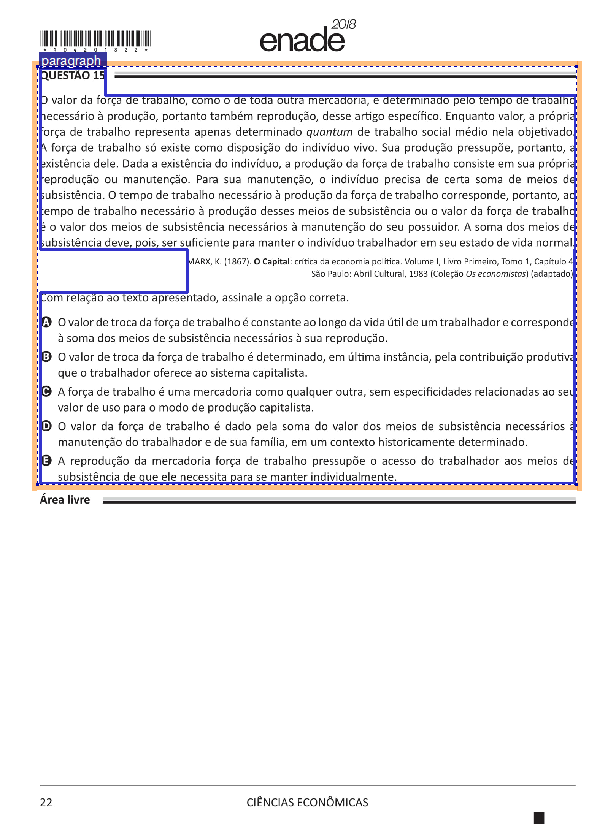 *R0420182 2*
enade 2018
paragraph
QUESTÃO 15
O valor da força de trabalho, como o de toda outra mercadoria, é determinado pelo tempo de trabalho
necessário à produção, portanto também reprodução, desse artigo específico. Enquanto valor, a própria
força de trabalho representa apenas determinado quantum de trabalho social médio nela objetivado.
A força de trabalho só existe como disposição do indivíduo vivo. Sua produção pressupõe, portanto, a
existência dele. Dada a existência do indivíduo, a produção da força de trabalho consiste em sua própria
reprodução ou manutenção. Para sua manutenção, o indivíduo precisa de certa soma de meios de
subsistência. O tempo de trabalho necessário à produção da força de trabalho corresponde, portanto, ao
tempo de trabalho necessário à produção desses meios de subsistência ou o valor da força de trabalho
é o valor dos meios de subsistência necessários à manutenção do seu possuidor. A soma dos meios de
subsistência deve, pois, ser suficiente para manter o indivíduo trabalhador em seu estado de vida normal.
MARX, K. (1867). O Capital: crítica da economia política. Volume I, Livro Primeiro, Tomo 1, Capítulo 4.
São Paulo: Abril Cultural, 1983 (Coleção Os economistas) (adaptado).
Com relação ao texto apresentado, assinale a opção correta.
A O valor de troca da força de trabalho é constante ao longo da vida útil de um trabalhador e corresponde
à soma dos meios de subsistência necessários à sua reprodução.
B O valor de troca da força de trabalho é determinado, em última instância, pela contribuição produtiva
que o trabalhador oferece ao sistema capitalista.
C A força de trabalho é uma mercadoria como qualquer outra, sem especificidades relacionadas ao seu
valor de uso para o modo de produção capitalista.
D O valor da força de trabalho é dado pela soma do valor dos meios de subsistência necessários à
manutenção do trabalhador e de sua família, em um contexto historicamente determinado.
E A reprodução da mercadoria força de trabalho pressupõe o acesso do trabalhador aos meios de
subsistência de que ele necessita para se manter individualmente.
Área livre
22 CIÊNCIAS ECONÔMICAS